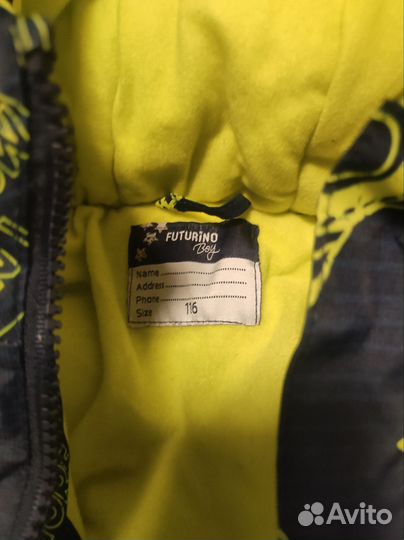 FUTURiNO
Boy
Name
Address
Phone
Size 116
Avito